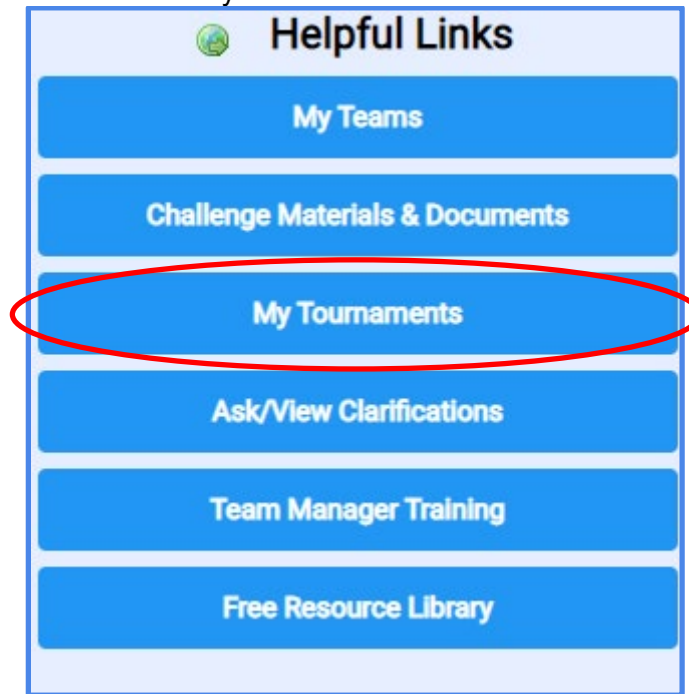 Helpful Links
My Teams
Challenge Materials & Documents
My Tournaments
Ask/View Clarifications
Team Manager Training
Free Resource Library